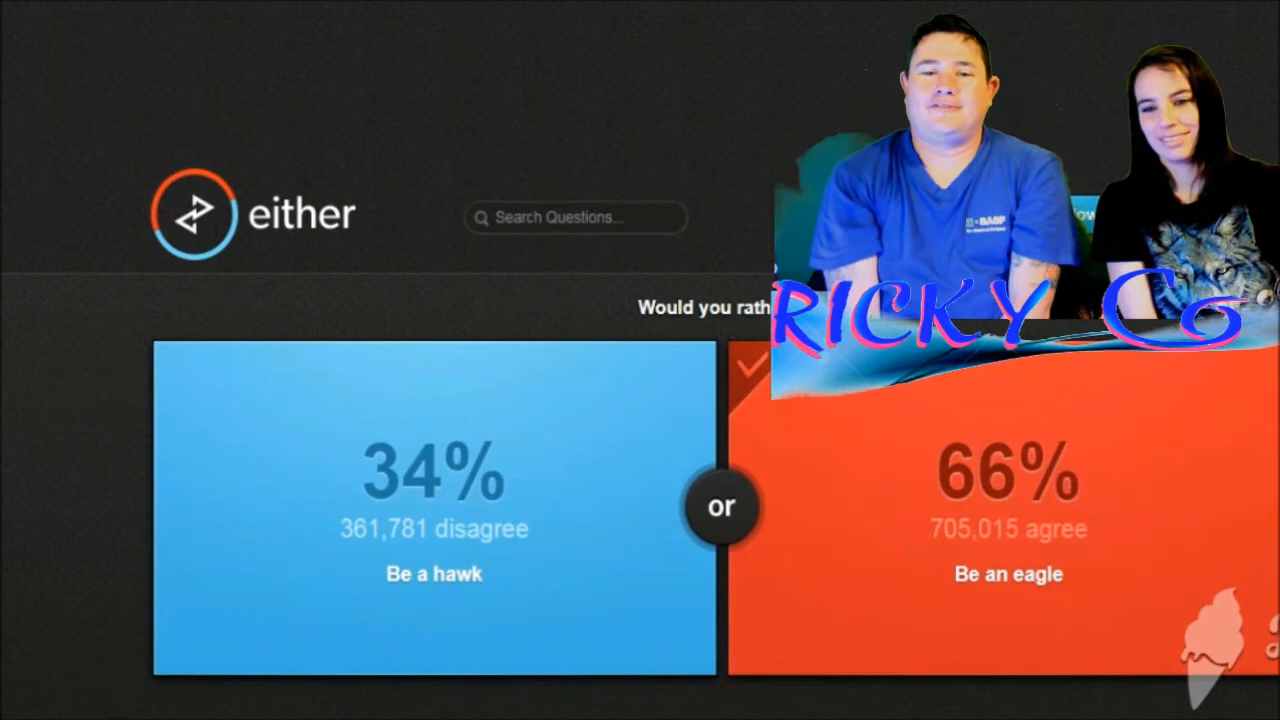 either
Search Questions...
Would you rath
RICKY Co
BASF
34%
361,781 disagree
Be a hawk
or
66%
705,015 agree
Be an eagle